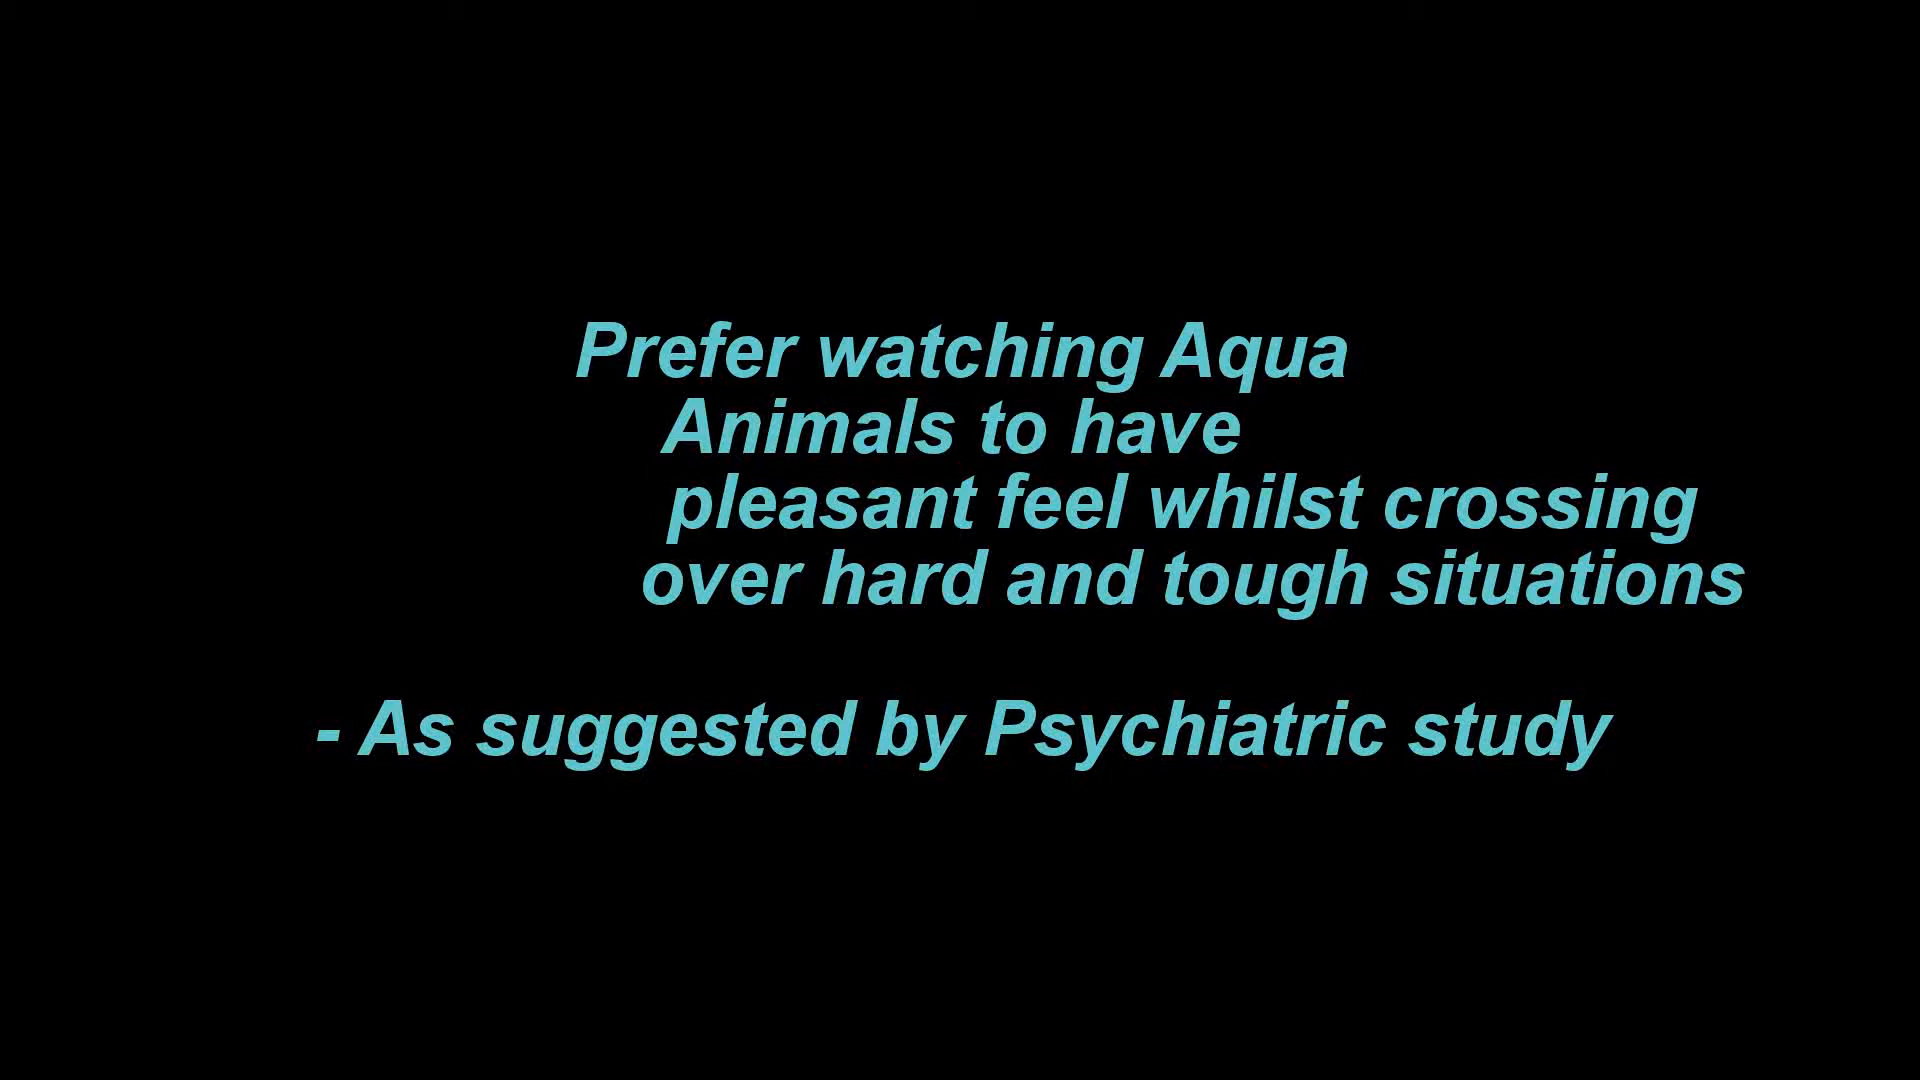 Prefer watching Aqua
Animals to have
pleasant feel whilst crossing
over hard and tough situations
- As suggested by Psychiatric study